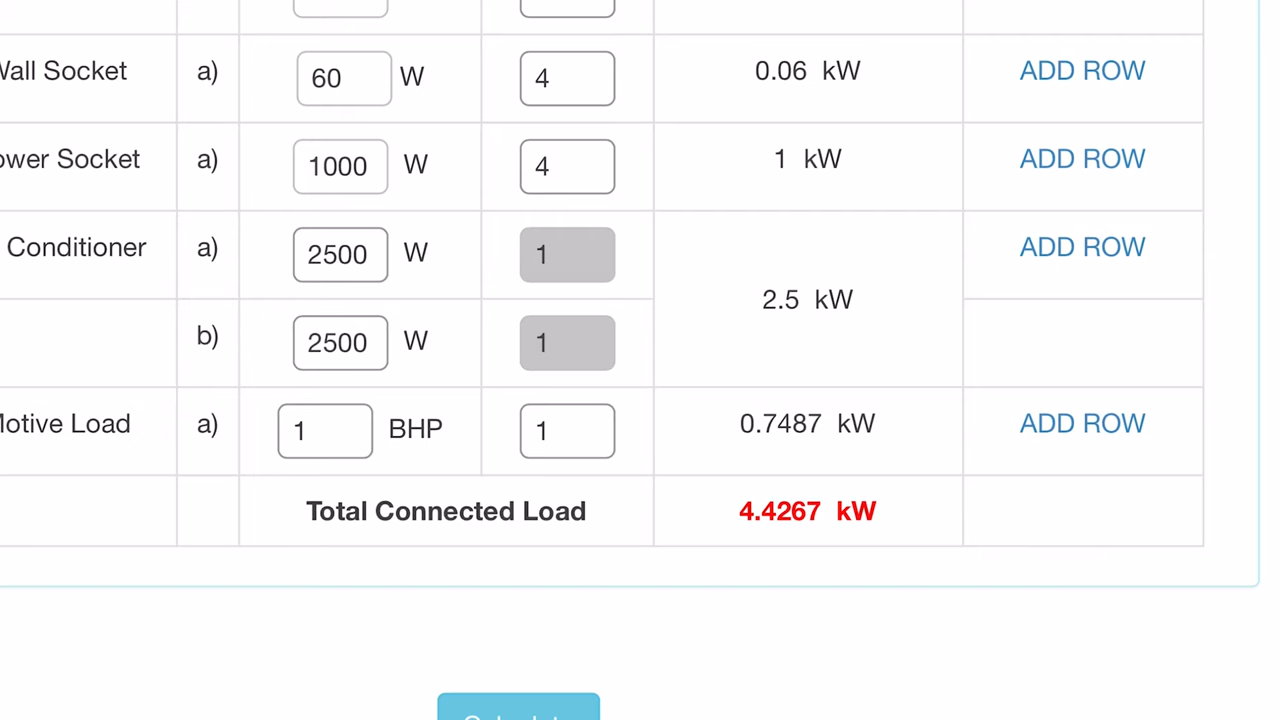 Wall Socket a) 60 W 4 0.06 kW ADD ROW
Power Socket a) 1000 W 4 1 kW ADD ROW
Conditioner a) 2500 W 1 ADD ROW
2.5 kW
b) 2500 W 1
Motive Load a) 1 BHP 1 0.7487 kW ADD ROW
Total Connected Load 4.4267 kW